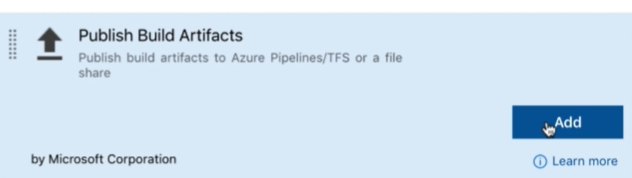 Publish Build Artifacts
Publish build artifacts to Azure Pipelines/TFS or a file
share
Add
by Microsoft Corporation
Learn more